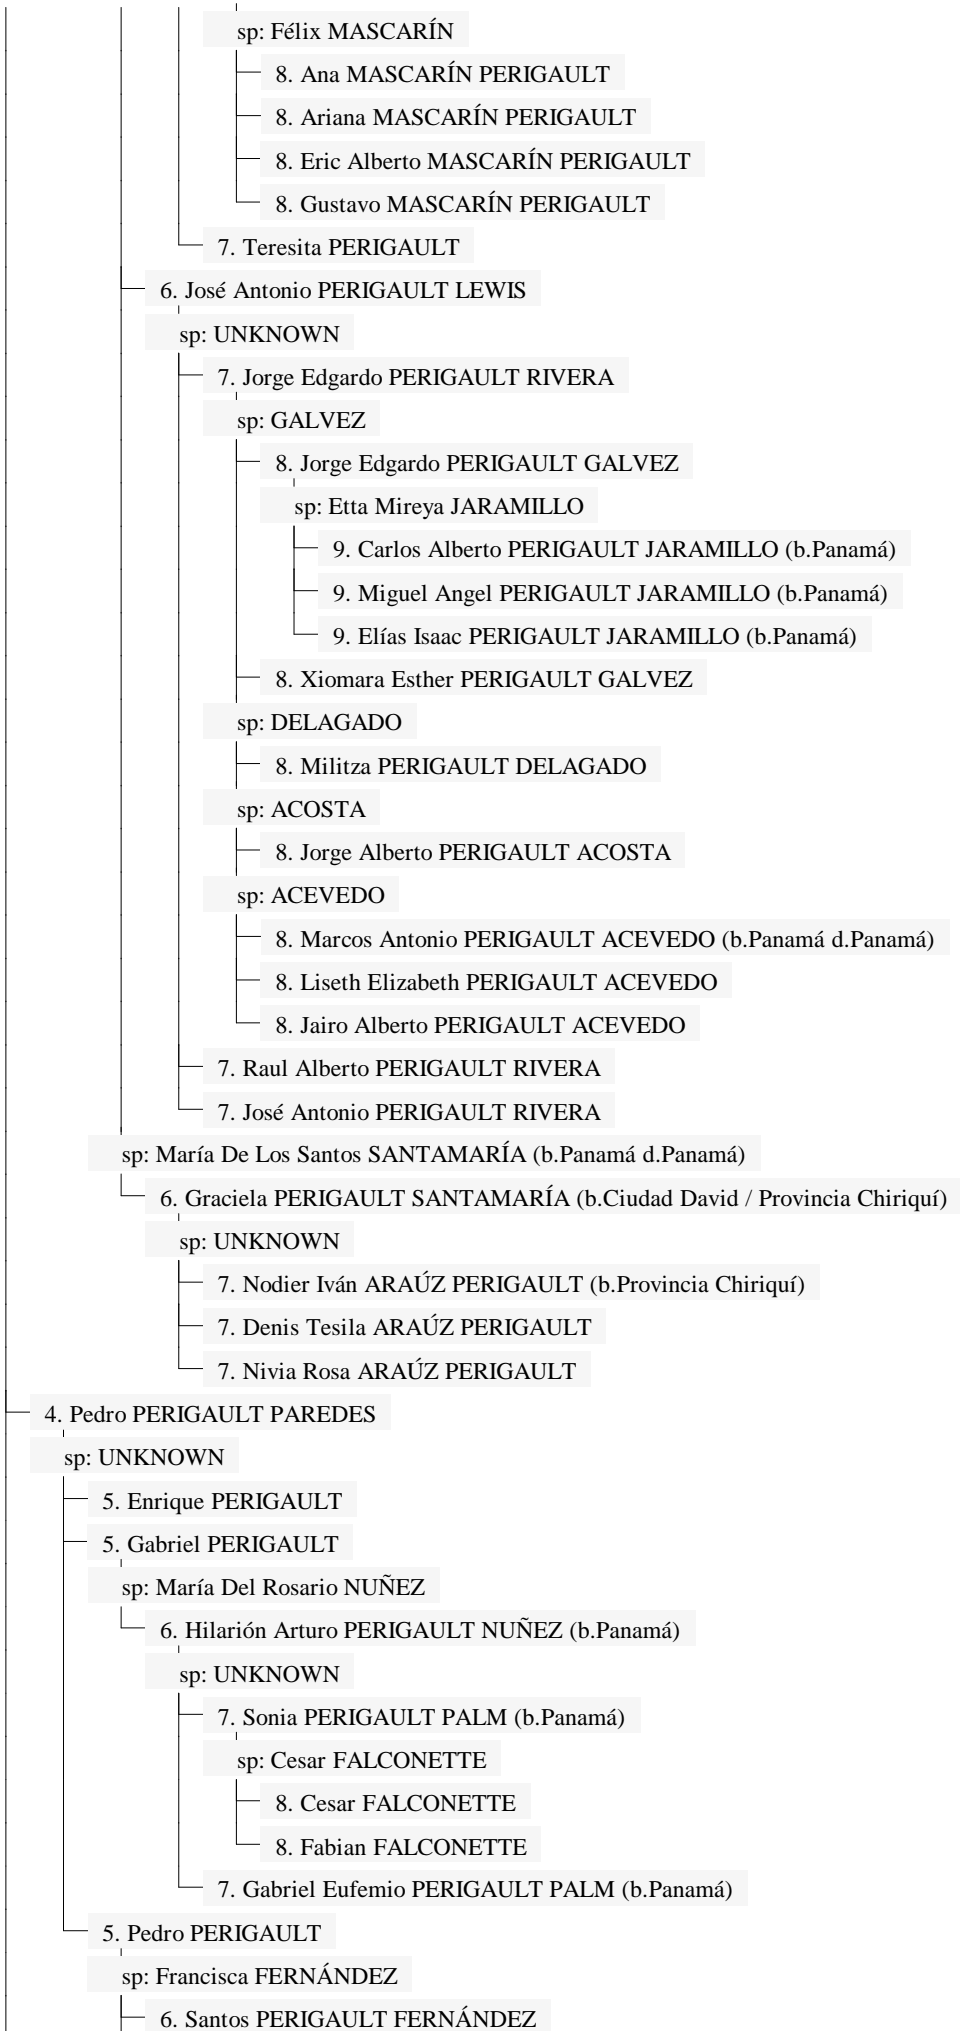 sp: Félix MASCARÍN
8. Ana MASCARÍN PERIGAULT
8. Ariana MASCARÍN PERIGAULT
8. Eric Alberto MASCARÍN PERIGAULT
8. Gustavo MASCARÍN PERIGAULT
7. Teresita PERIGAULT
6. José Antonio PERIGAULT LEWIS
sp: UNKNOWN
7. Jorge Edgardo PERIGAULT RIVERA
sp: GALVEZ
8. Jorge Edgardo PERIGAULT GALVEZ
sp: Etta Mireya JARAMILLO
9. Carlos Alberto PERIGAULT JARAMILLO (b.Panamá)
9. Miguel Angel PERIGAULT JARAMILLO (b.Panamá)
9. Elías Isaac PERIGAULT JARAMILLO (b.Panamá)
8. Xiomara Esther PERIGAULT GALVEZ
sp: DELAGADO
8. Militza PERIGAULT DELAGADO
sp: ACOSTA
8. Jorge Alberto PERIGAULT ACOSTA
sp: ACEVEDO
8. Marcos Antonio PERIGAULT ACEVEDO (b.Panamá d.Panamá)
8. Liseth Elizabeth PERIGAULT ACEVEDO
8. Jairo Alberto PERIGAULT ACEVEDO
7. Raul Alberto PERIGAULT RIVERA
7. José Antonio PERIGAULT RIVERA
sp: María De Los Santos SANTAMARÍA (b.Panamá d.Panamá)
6. Graciela PERIGAULT SANTAMARÍA (b.Ciudad David / Provincia Chiriquí)
sp: UNKNOWN
7. Nodier Iván ARAÚZ PERIGAULT (b.Provincia Chiriquí)
7. Denis Tesila ARAÚZ PERIGAULT
7. Nivia Rosa ARAÚZ PERIGAULT
4. Pedro PERIGAULT PAREDES
sp: UNKNOWN
5. Enrique PERIGAULT
5. Gabriel PERIGAULT
sp: María Del Rosario NUÑEZ
6. Hilarión Arturo PERIGAULT NUÑEZ (b.Panamá)
sp: UNKNOWN
7. Sonia PERIGAULT PALM (b.Panamá)
sp: Cesar FALCONETTE
8. Cesar FALCONETTE
8. Fabian FALCONETTE
7. Gabriel Eufemio PERIGAULT PALM (b.Panamá)
5. Pedro PERIGAULT
sp: Francisca FERNÁNDEZ
6. Santos PERIGAULT FERNÁNDEZ